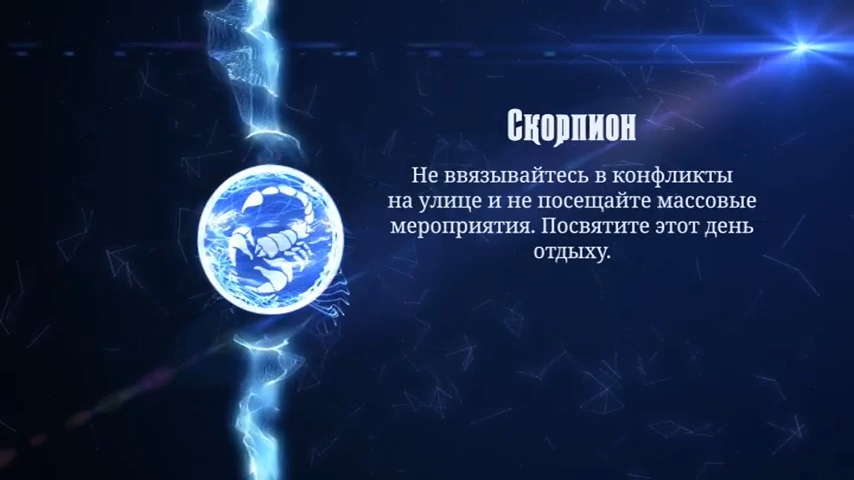 Скорпион
Не ввязывайтесь в конфликты
на улице и не посещайте массовые
мероприятия. Посвятите этот день
отдыху.